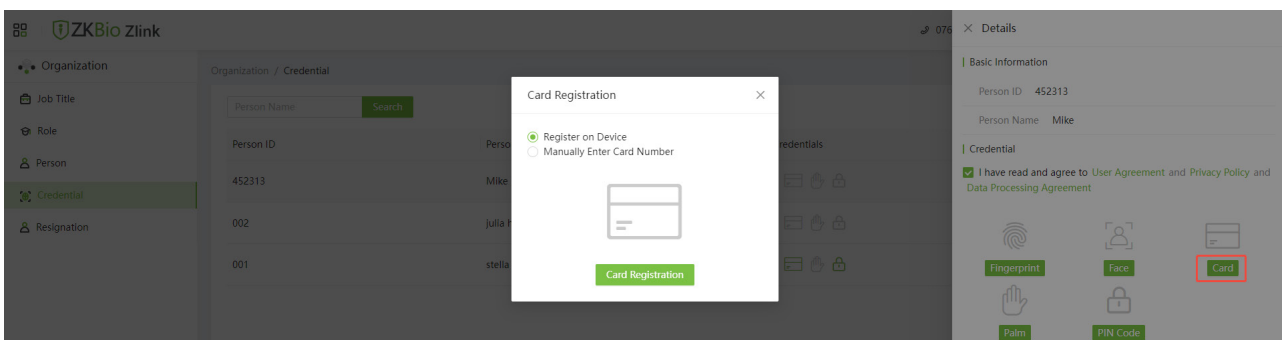 ZKBio Zlink
076
Organization
Job Title
Role
Person
Credential
Resignation
Organization / Credential
Person Name Search
Person ID Perso redentials
452313 Mike
002 julia h
001 stella
Card Registration
Register on Device
Manually Enter Card Number
Card Registration
Details
Basic Information
Person ID 452313
Person Name Mike
Credential
I have read and agree to User Agreement and Privacy Policy and
Data Processing Agreement
Fingerprint Face Card
Palm PIN Code